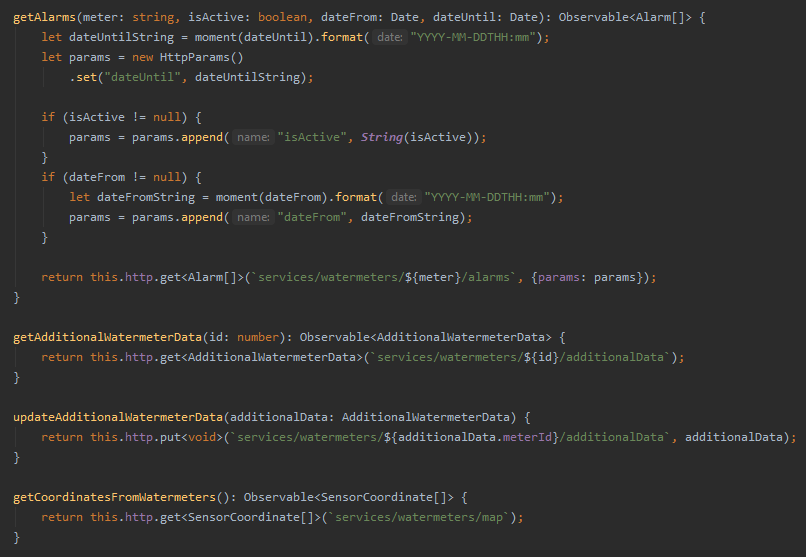 getAlarms(meter: string, isActive: boolean, dateFrom: Date, dateUntil: Date): Observable<Alarm[]> {
let dateUntilString = moment(dateUntil).format( date: "YYYY-MM-DDTHH:mm");
let params = new HttpParams()
.set("dateUntil", dateUntilString);
if (isActive != null) {
params = params.append( name: "isActive", String(isActive));
}
if (dateFrom != null) {
let dateFromString = moment(dateFrom).format( date: "YYYY-MM-DDTHH:mm");
params = params.append( name: "dateFrom", dateFromString);
}
return this.http.get<Alarm[]>(`services/watermeters/${meter}/alarms`, {params: params});
}
getAdditionalWatermeterData(id: number): Observable<AdditionalWatermeterData> {
return this.http.get<AdditionalWatermeterData>(`services/watermeters/${id}/additionalData`);
}
updateAdditionalWatermeterData(additionalData: AdditionalWatermeterData) {
return this.http.put<void>(`services/watermeters/${additionalData.meterId}/additionalData`, additionalData);
}
getCoordinatesFromWatermeters(): Observable<SensorCoordinate[]> {
return this.http.get<SensorCoordinate[]>(`services/watermeters/map`);
}